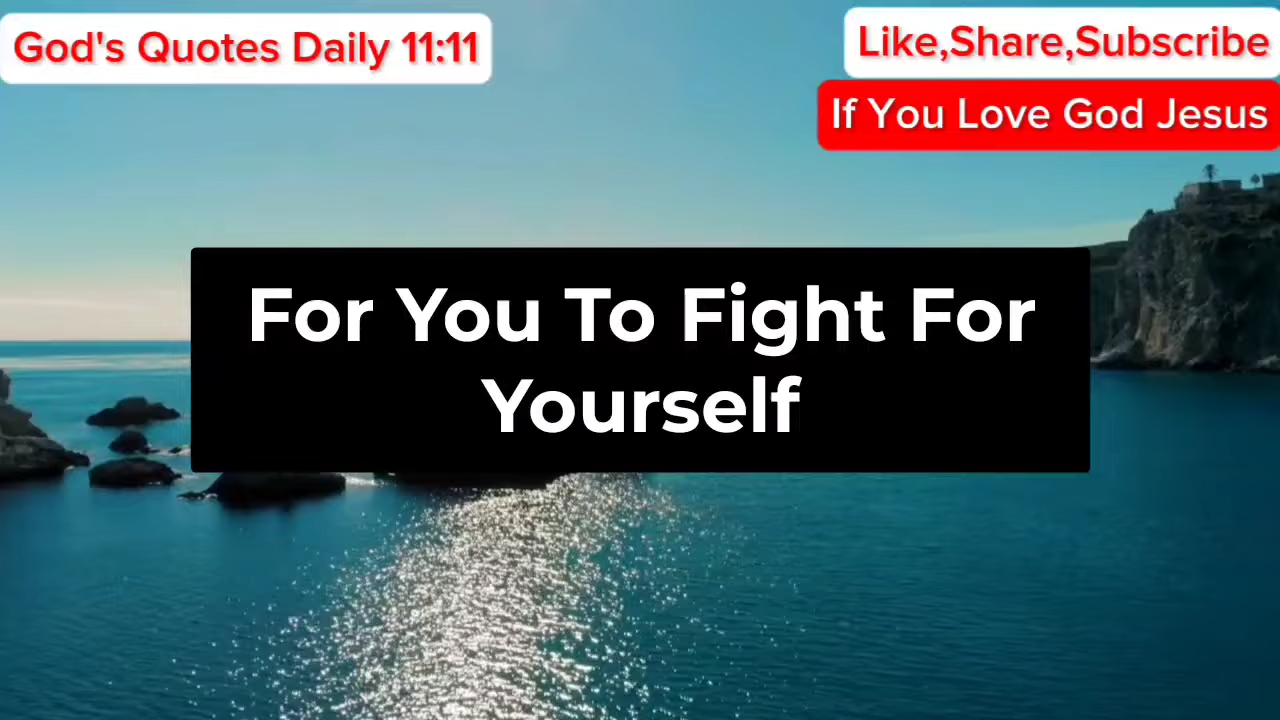 God's Quotes Daily 11:11
Like,Share,Subscribe
If You Love God Jesus
For You To Fight For
Yourself